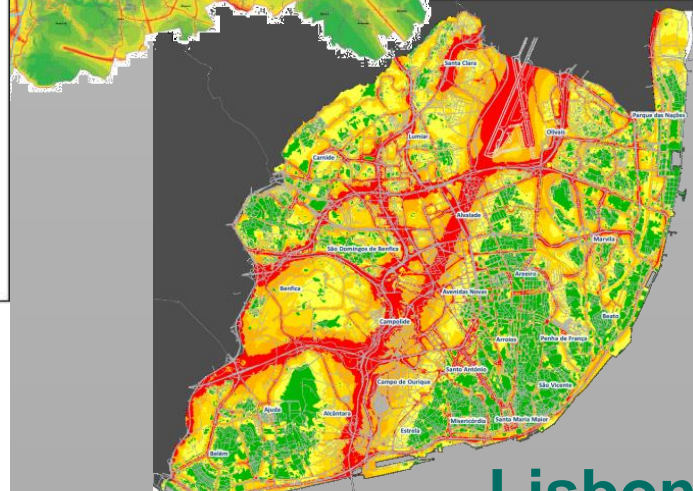 Santa Clara
Parque das Nações
Olivais
Lumiar
Carnide
Alvalade
Marvila
São Domingos de Benfica
Areeiro
Benfica
Avenidas Novas
Beato
Campolide
Arroios
Penha de França
Santo António
Campo de Ourique
São Vicente
Ajuda
Alcântara
Misericórdia
Santa Maria Maior
Estrela
Belém
Lisbon